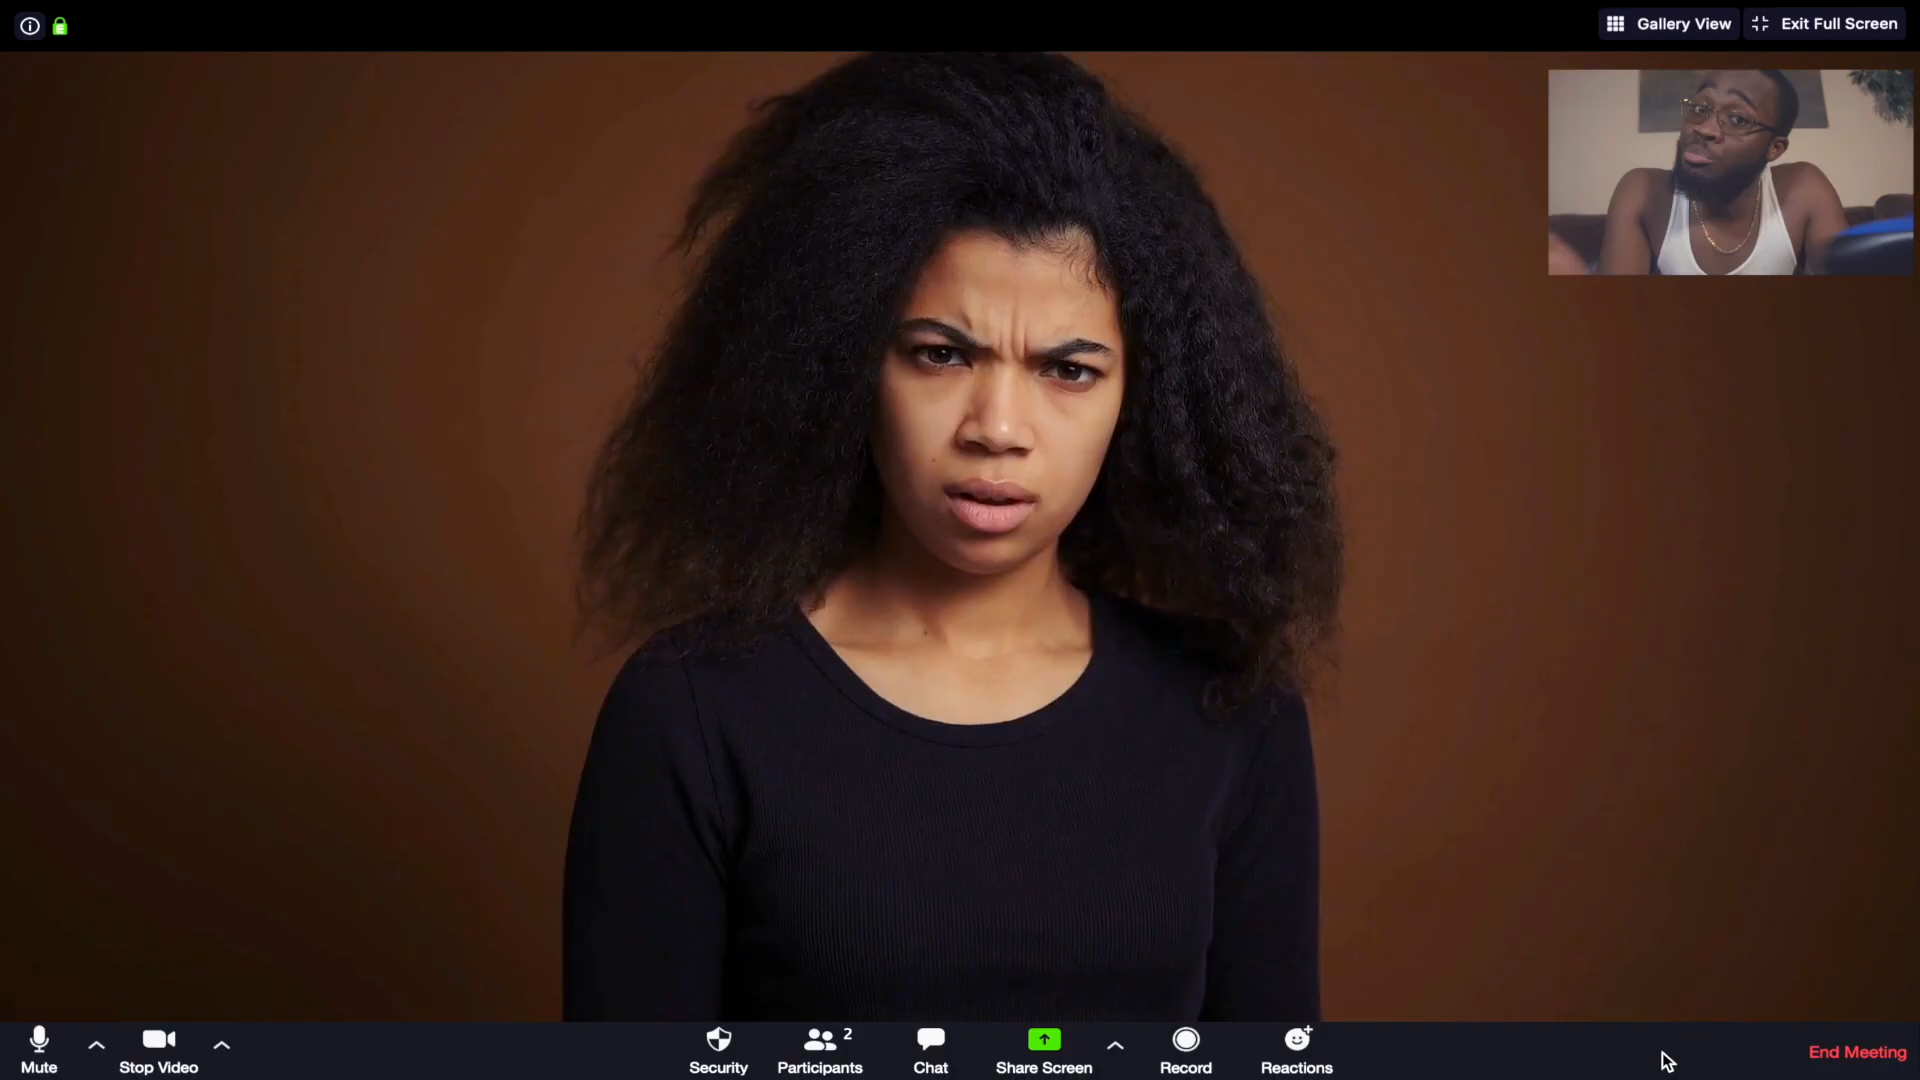 Gallery View
Exit Full Screen
Mute
Stop Video
Security
2
Participants
Chat
Share Screen
Record
Reactions
End Meeting